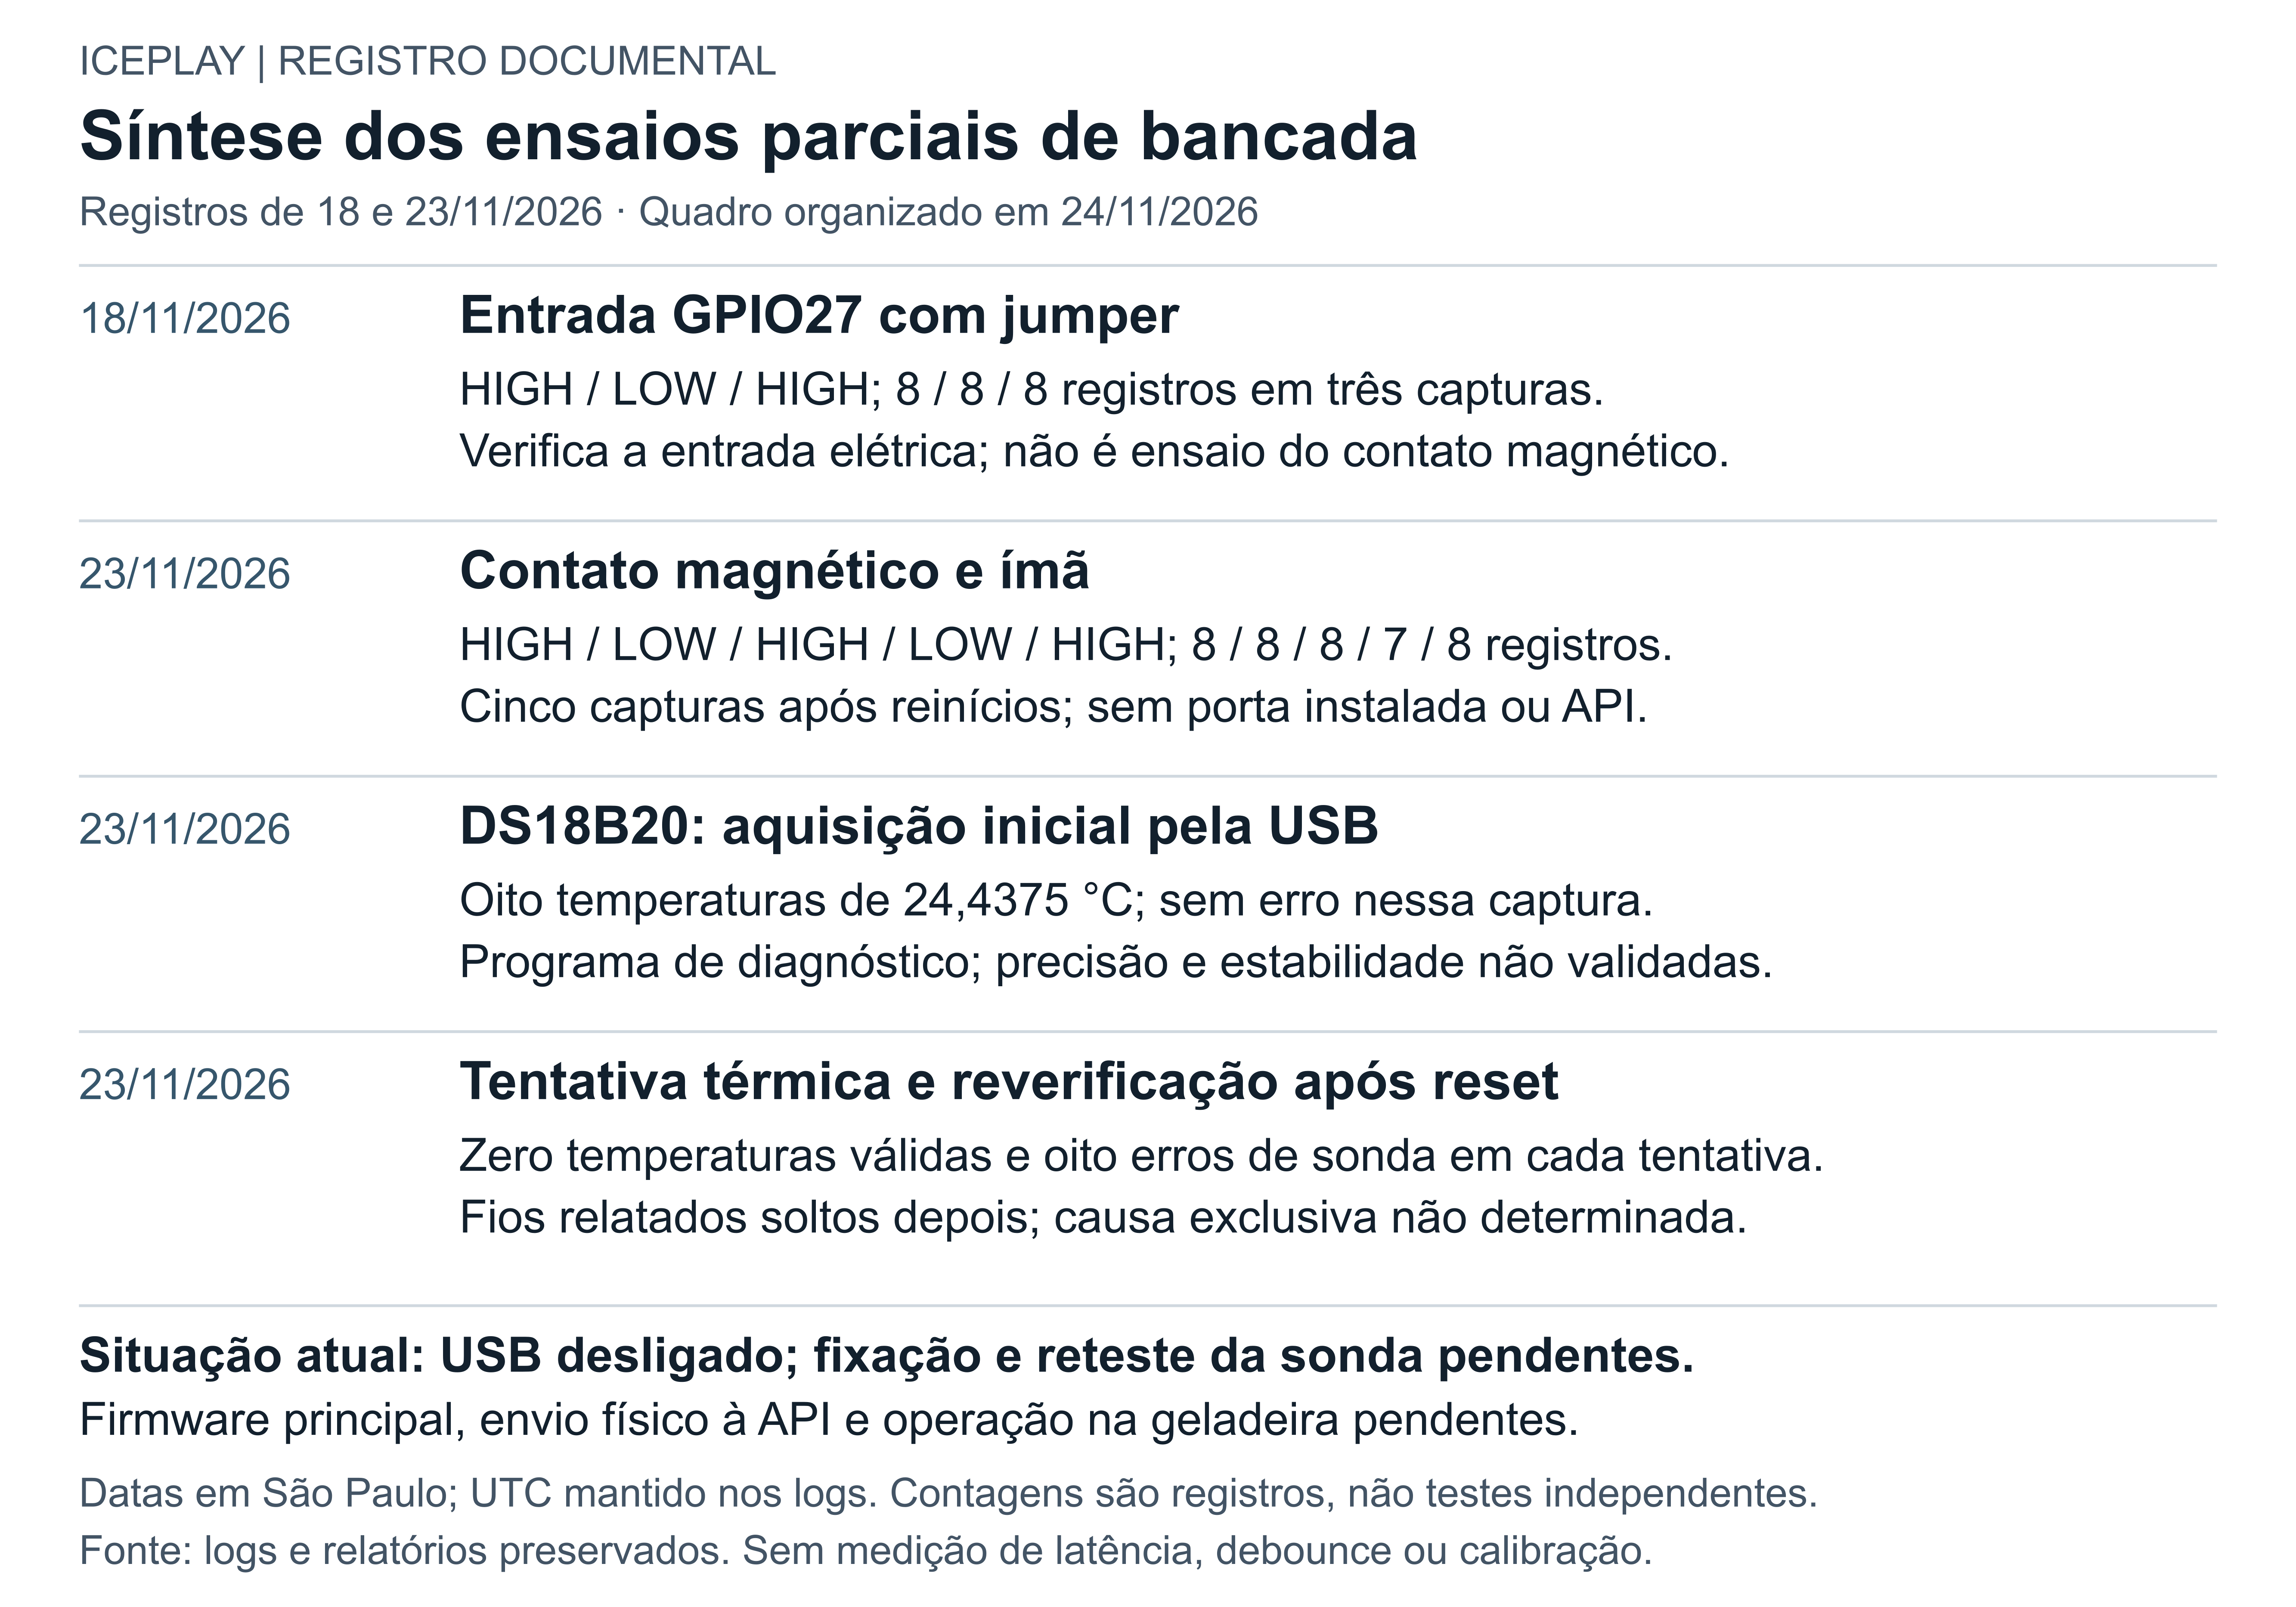 ICEPLAY | REGISTRO DOCUMENTAL
Síntese dos ensaios parciais de bancada
Registros de 18 e 23/11/2026 · Quadro organizado em 24/11/2026
18/11/2026
Entrada GPIO27 com jumper
HIGH / LOW / HIGH; 8 / 8 / 8 registros em três capturas.
Verifica a entrada elétrica; não é ensaio do contato magnético.
23/11/2026
Contato magnético e ímã
HIGH / LOW / HIGH / LOW / HIGH; 8 / 8 / 8 / 7 / 8 registros.
Cinco capturas após reinícios; sem porta instalada ou API.
23/11/2026
DS18B20: aquisição inicial pela USB
Oito temperaturas de 24,4375 °C; sem erro nessa captura.
Programa de diagnóstico; precisão e estabilidade não validadas.
23/11/2026
Tentativa térmica e reverificação após reset
Zero temperaturas válidas e oito erros de sonda em cada tentativa.
Fios relatados soltos depois; causa exclusiva não determinada.
Situação atual: USB desligado; fixação e reteste da sonda pendentes.
Firmware principal, envio físico à API e operação na geladeira pendentes.
Datas em São Paulo; UTC mantido nos logs. Contagens são registros, não testes independentes.
Fonte: logs e relatórios preservados. Sem medição de latência, debounce ou calibração.